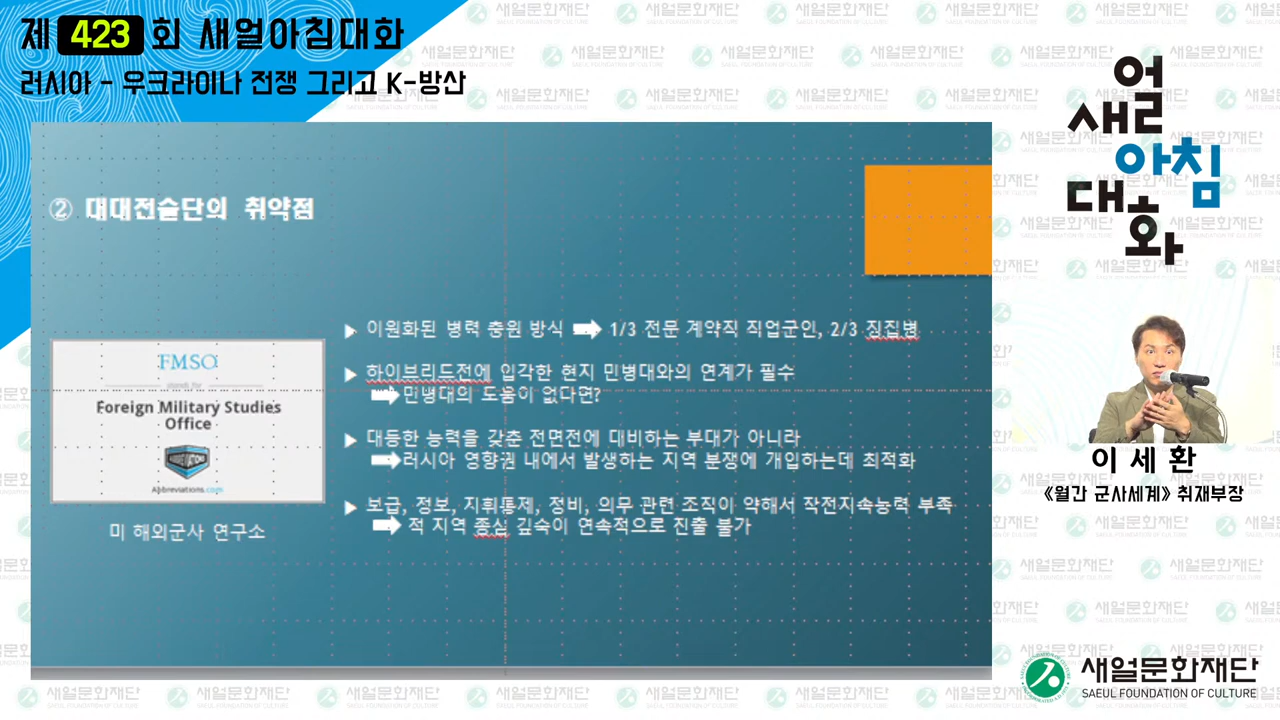 제 423 회 새얼아침대화
러시아 - 우크라이나 전쟁 그리고 K-방산
② 대대전술단의 취약점
FMSO
stands for
Foreign Military Studies
Office
ABBREVIATIONS
Abbreviations.com
미 해외군사 연구소
▶ 이원화된 병력 충원 방식 ➡ 1/3 전문 계약직 직업군인, 2/3 징집병
▶ 하이브리드전에 입각한 현지 민병대와의 연계가 필수
➡민병대의 도움이 없다면?
▶ 대등한 능력을 갖춘 전면전에 대비하는 부대가 아니라
➡러시아 영향권 내에서 발생하는 지역 분쟁에 개입하는데 최적화
▶ 보급, 정보, 지휘통제, 정비, 의무 관련 조직이 약해서 작전지속능력 부족
➡ 적 지역 종심 깊숙이 연속적으로 진출 불가
새얼
아침
대화
이 세 환
《월간 군사세계》 취재부장
새얼문화재단
SAEUL FOUNDATION OF CULTURE